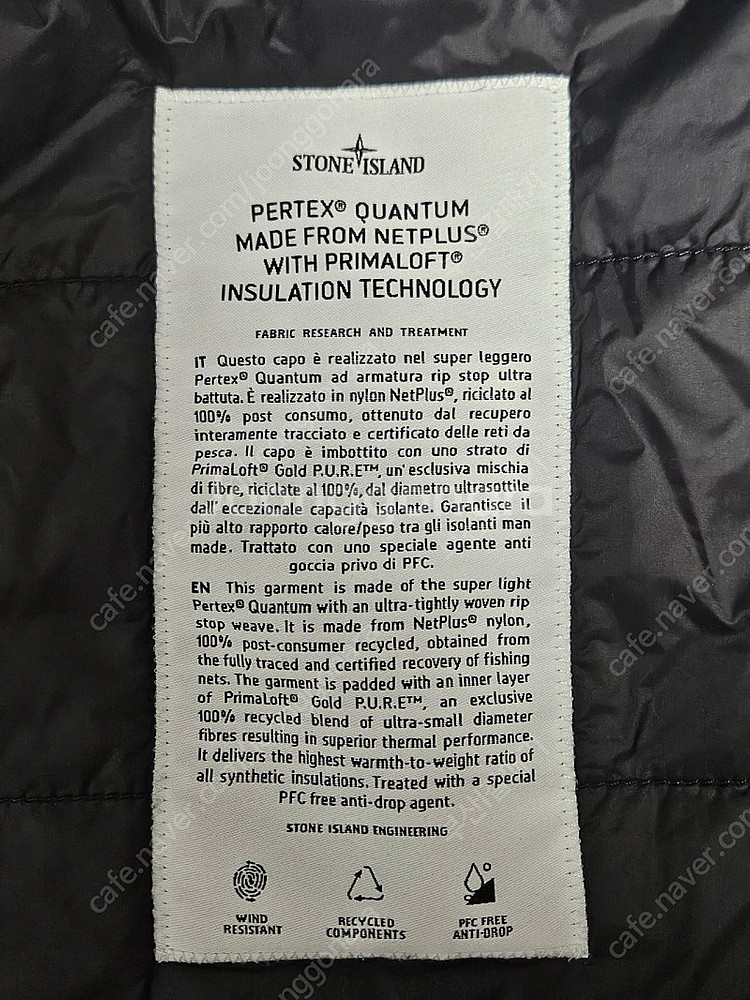 STONE ISLAND
PERTEX® QUANTUM
MADE FROM NETPLUS®
WITH PRIMALOFT®
INSULATION TECHNOLOGY
FABRIC RESEARCH AND TREATMENT
IT Questo capo è realizzato nel super leggero
Pertex® Quantum ad armatura rip stop ultra
battuta. È realizzato in nylon NetPlus®, riciclato al
100% post consumo, ottenuto dal recupero
interamente tracciato e certificato delle reti da
pesca. Il capo è imbottito con uno strato di
PrimaLoft® Gold P.U.R.E™, un'esclusiva mischia
di fibre, riciclate al 100%, dal diametro ultrasottile
dall'eccezionale capacità isolante. Garantisce il
più alto rapporto calore/peso tra gli isolanti man
made. Trattato con uno speciale agente anti
goccia privo di PFC.
EN This garment is made of the super light
Pertex® Quantum with an ultra-tightly woven rip
stop weave. It is made from NetPlus® nylon,
100% post-consumer recycled, obtained from
the fully traced and certified recovery of fishing
nets. The garment is padded with an inner layer
of PrimaLoft® Gold P.U.R.E™, an exclusive
100% recycled blend of ultra-small diameter
fibres resulting in superior thermal performance.
It delivers the highest warmth-to-weight ratio of
all synthetic insulations. Treated with a special
PFC free anti-drop agent.
STONE ISLAND ENGINEERING
WIND RESISTANT
RECYCLED COMPONENTS
PFC FREE ANTI-DROP
cafe.naver.com/joonggonara